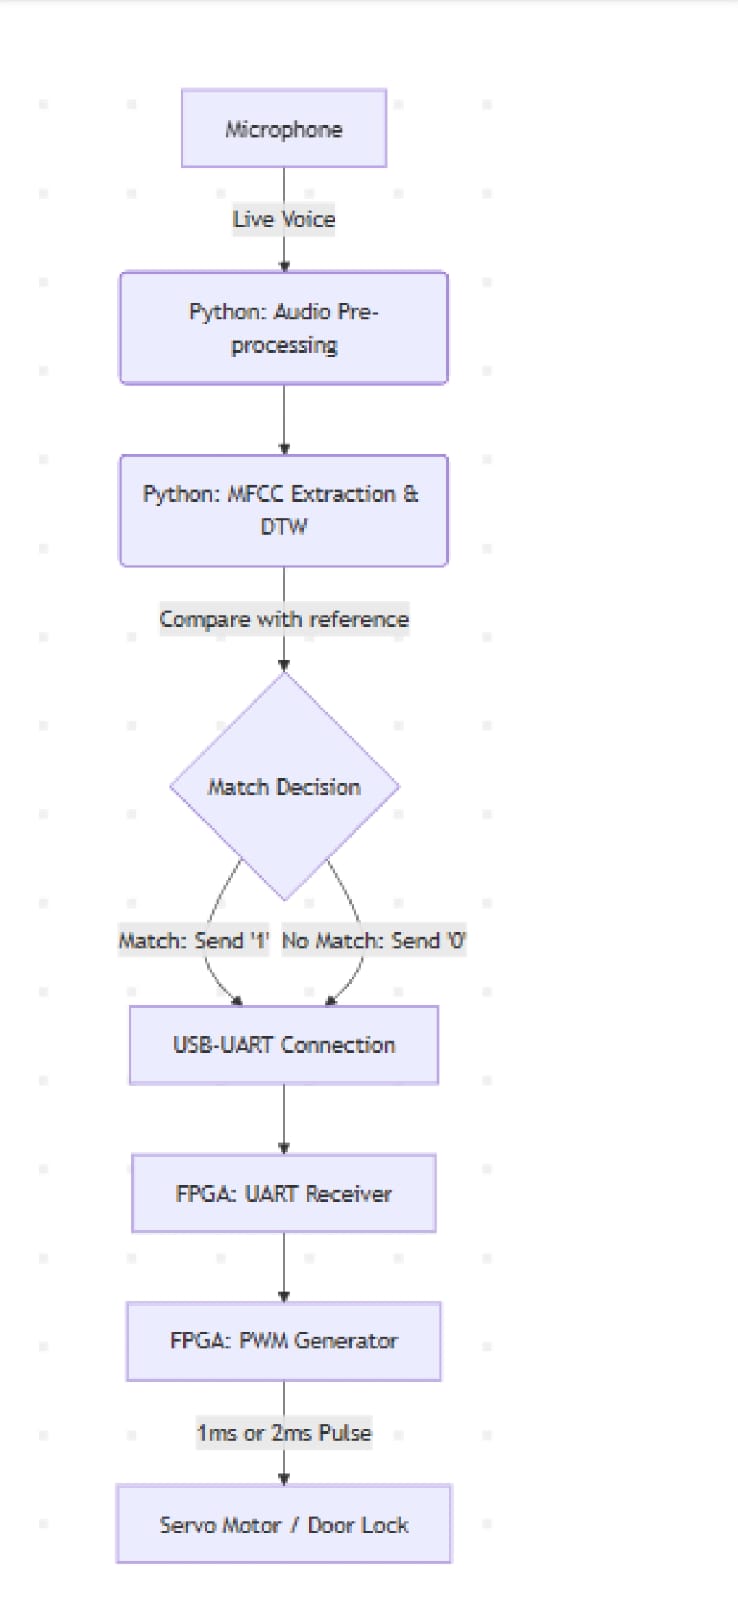 Microphone
Live Voice
Python: Audio Pre-
processing
Python: MFCC Extraction &
DTW
Compare with reference
Match Decision
Match: Send '1'
No Match: Send '0'
USB-UART Connection
FPGA: UART Receiver
FPGA: PWM Generator
1ms or 2ms Pulse
Servo Motor / Door Lock